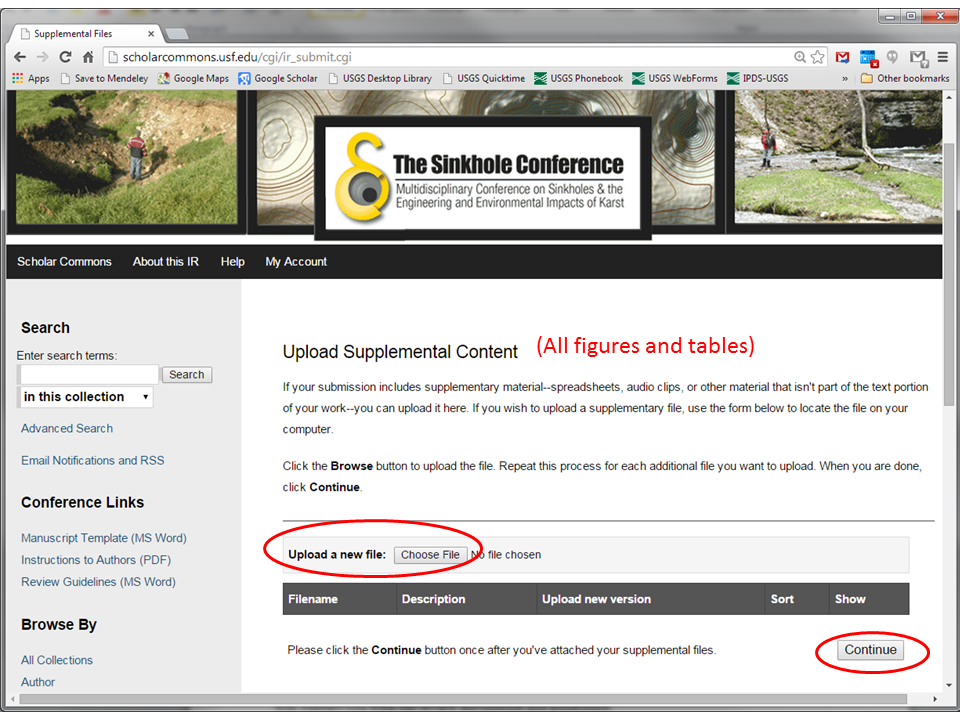 Supplemental Files
scholarcommons.usf.edu/cgi/ir_submit.cgi
Apps Save to Mendeley Google Maps Google Scholar USGS Desktop Library USGS Quicktime USGS Phonebook USGS WebForms IPDS-USGS » Other bookmarks
The Sinkhole Conference
Multidisciplinary Conference on Sinkholes & the
Engineering and Environmental Impacts of Karst
Scholar Commons About this IR Help My Account
Search
Enter search terms:
Search
in this collection
Advanced Search
Email Notifications and RSS
Conference Links
Manuscript Template (MS Word)
Instructions to Authors (PDF)
Review Guidelines (MS Word)
Browse By
All Collections
Author
Upload Supplemental Content (All figures and tables)
If your submission includes supplementary material--spreadsheets, audio clips, or other material that isn't part of the text portion
of your work--you can upload it here. If you wish to upload a supplementary file, use the form below to locate the file on your
computer.
Click the Browse button to upload the file. Repeat this process for each additional file you want to upload. When you are done,
click Continue.
Upload a new file: Choose File No file chosen
Filename Description Upload new version Sort Show
Please click the Continue button once after you've attached your supplemental files.
Continue